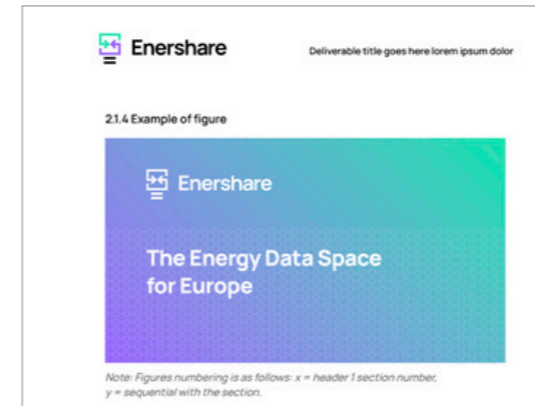 Enershare
Deliverable title goes here lorem ipsum dolor
2.1.4 Example of figure
Enershare
The Energy Data Space
for Europe
Note: Figures numbering is as follows: x = header 1 section number,
y = sequential with the section.